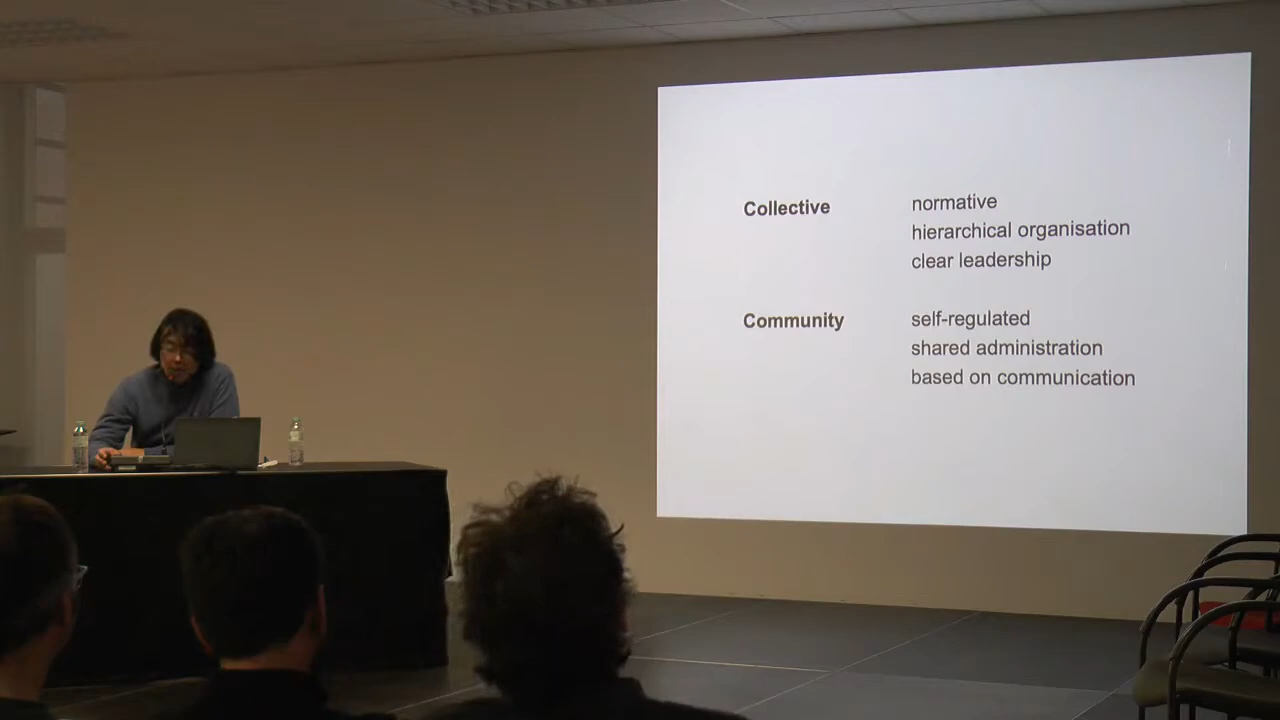 Collective normative
hierarchical organisation
clear leadership
Community self-regulated
shared administration
based on communication